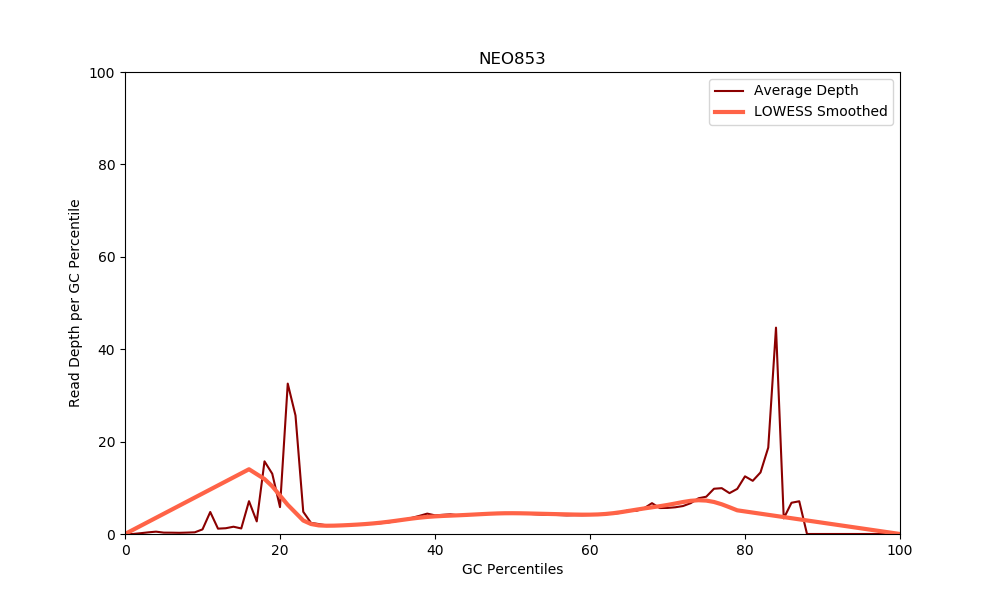 NEO853
Average Depth
LOWESS Smoothed
Read Depth per GC Percentile
100
80
60
40
20
0
0 20 40 60 80 100
GC Percentiles